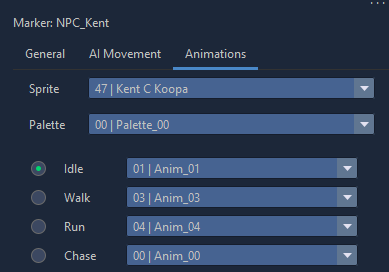 Marker: NPC_Kent
General AI Movement Animations
Sprite 47 | Kent C Koopa
Palette 00 | Palette_00
Idle 01 | Anim_01
Walk 03 | Anim_03
Run 04 | Anim_04
Chase 00 | Anim_00